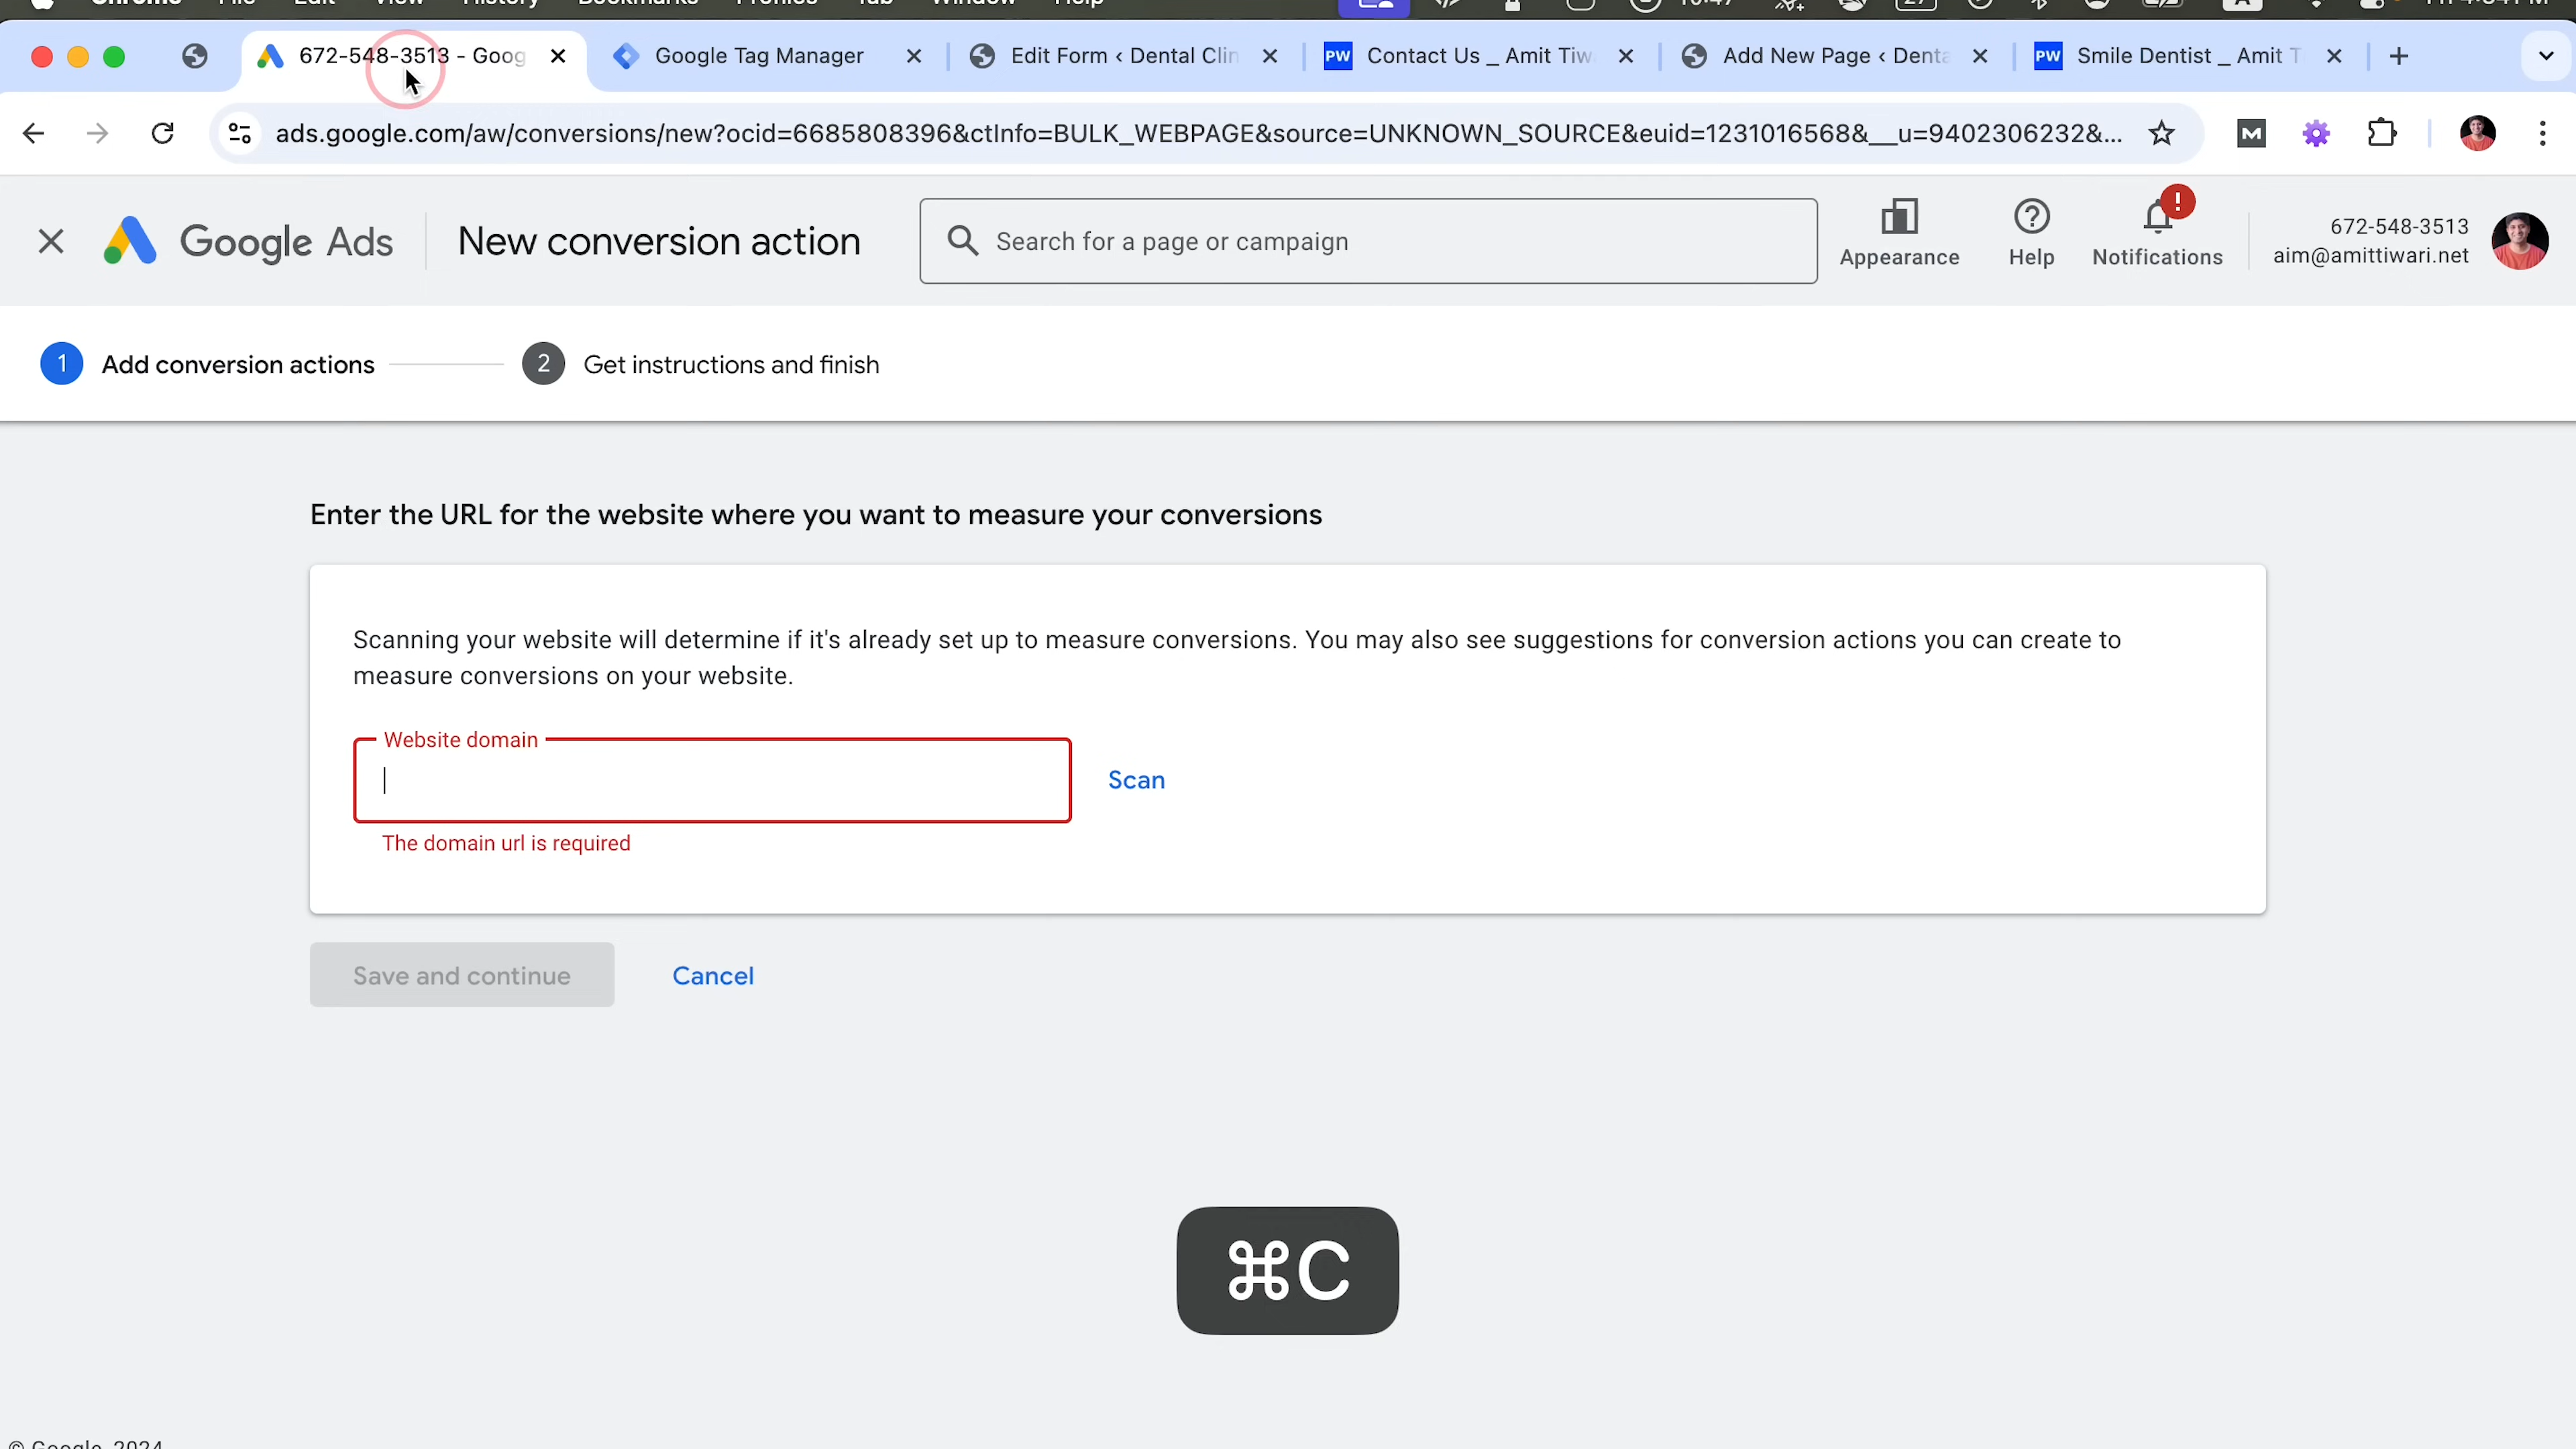 672-548-3513 - Goog
Google Tag Manager
Edit Form ‹ Dental Clin
PW Contact Us _ Amit Tiw
Add New Page ‹ Denta
PW Smile Dentist _ Amit T
ads.google.com/aw/conversions/new?ocid=6685808396&ctInfo=BULK_WEBPAGE&source=UNKNOWN_SOURCE&euid=1231016568&__u=9402306232&...
Google Ads
New conversion action
Search for a page or campaign
Appearance
Help
Notifications
672-548-3513
aim@amittiwari.net
1 Add conversion actions
2 Get instructions and finish
Enter the URL for the website where you want to measure your conversions
Scanning your website will determine if it's already set up to measure conversions. You may also see suggestions for conversion actions you can create to
measure conversions on your website.
Website domain
Scan
The domain url is required
Save and continue
Cancel
⌘C
© Google, 2024